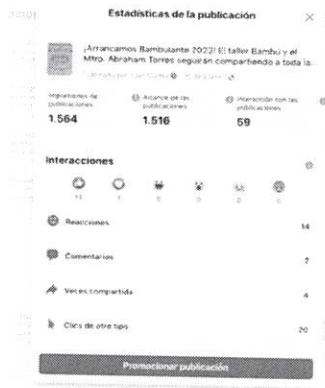 Estadísticas de la publicación
¡Arrancamos Bambulante 2022! El taller Bambú y el
Mtro. Abraham Torres seguirán compartiendo a toda la...
Impresiones de
publicaciones
1.564
Alcance de las
publicaciones
1.516
Interacción con las
publicaciones
59
Interacciones
Reacciones
14
Comentarios
2
Veces compartida
4
Clics de otro tipo
20
Promocionar publicación